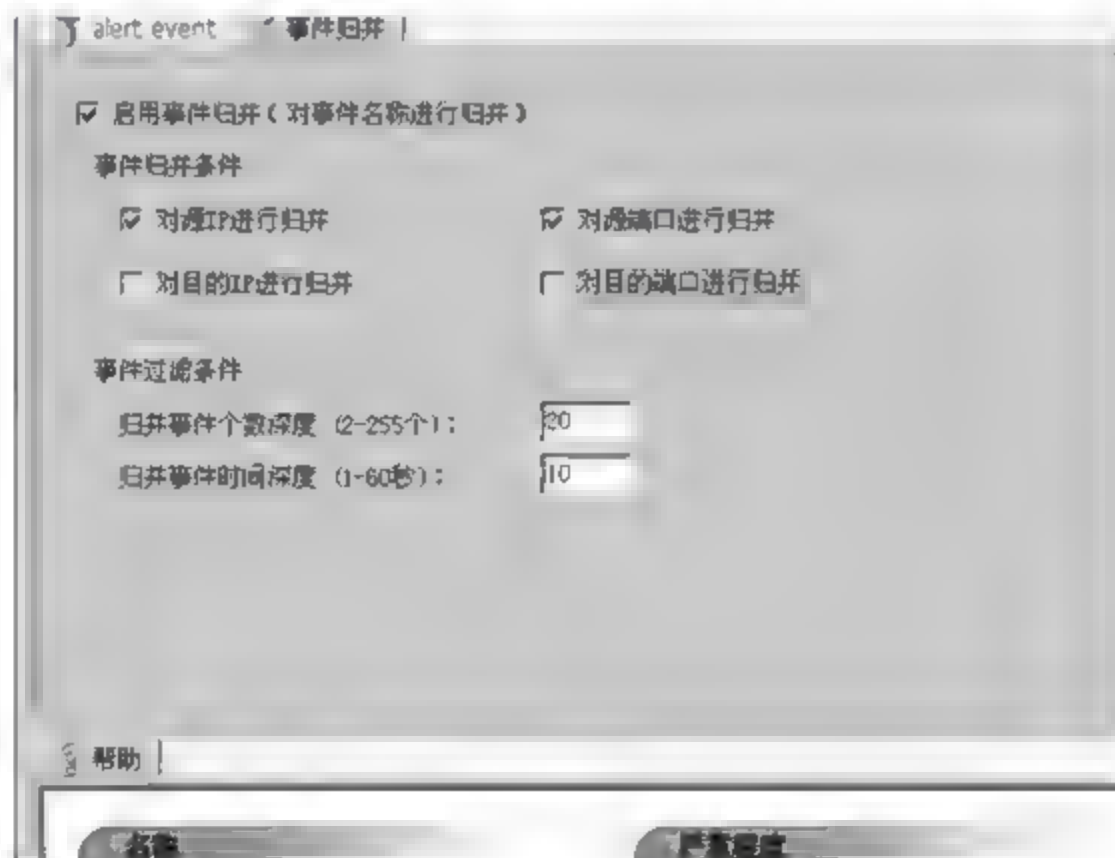 alert event 事件归并
启用事件归并(对事件名称进行归并)
事件归并条件
对源IP进行归并 对源端口进行归并
对目的IP进行归并 对目的端口进行归并
事件过滤条件
归并事件个数深度 (2-255个): 20
归并事件时间深度 (1-60秒): 10
帮助